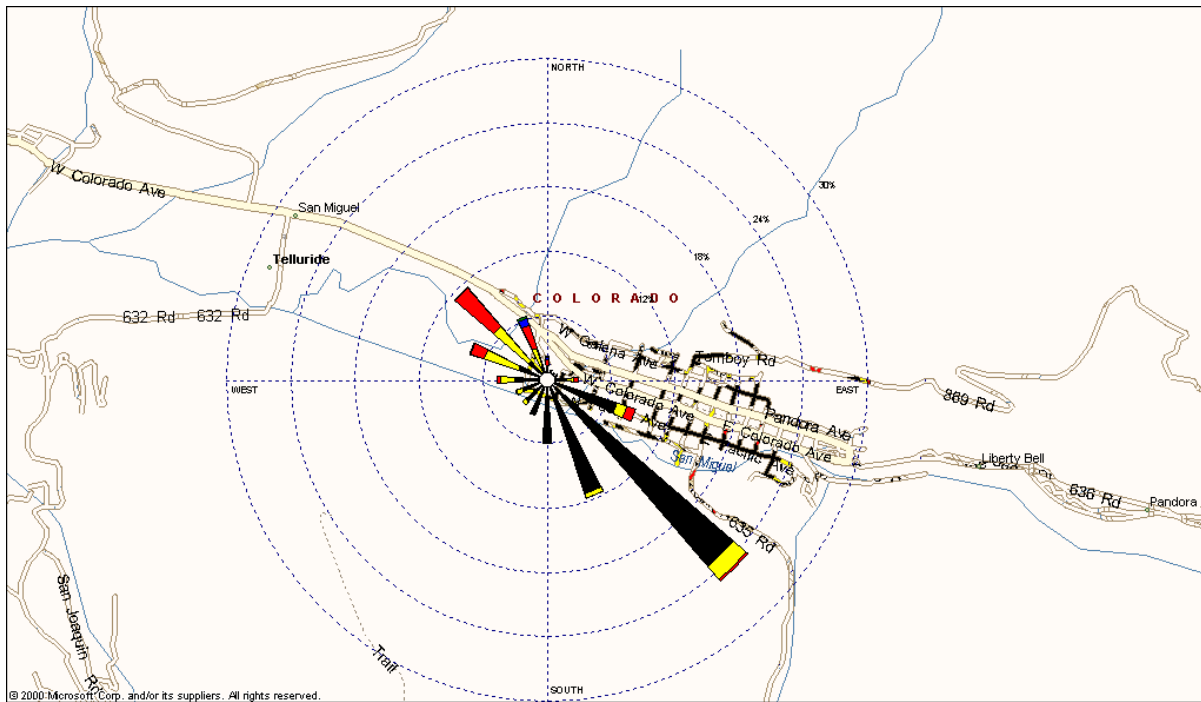 NORTH
30%
24%
18%
12%
W Colorado Ave
San Miguel
Telluride
632 Rd
632 Rd
COLORADO
W Galena Ave
Tomboy Rd
WEST
EAST
869 Rd
W Colorado Ave
Pandora Ave
E Colorado Ave
Pacific Ave
San Miguel
Liberty Bell
636 Rd
Pandora
635 Rd
San Joaquin Rd
Trail
SOUTH
© 2000 Microsoft Corp. and/or its suppliers. All rights reserved.